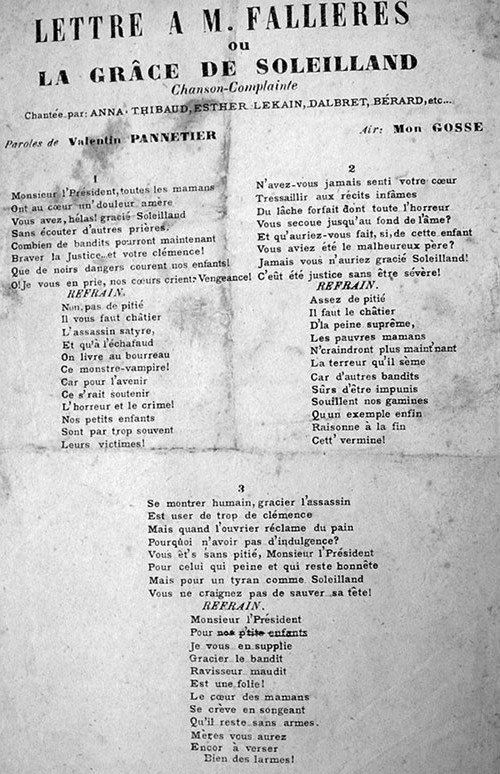 LETTRE A M. FALLIERES
ou
LA GRÂCE DE SOLEILLAND
Chanson-Complainte
Chantée par: ANNA THIBAUD, ESTHER LEKAIN, DALBRET, BÉRARD, etc...
Paroles de Valentin PANNETIER
Air: Mon GOSSE
1
Monsieur l'Président, toutes les mamans
Ont au cœur un' douleur amère
Vous avez, hélas! gracié Soleilland
Sans écouter d'autres prières.
Combien de bandits pourront maintenant
Braver la Justice...et votre clémence!
Que de noirs dangers courent nos enfants!
O! Je vous en prie, nos cœurs crient: Vengeance!
REFRAIN.
Non, pas de pitié
Il vous faut châtier
L'assassin satyre,
Et qu'à l'échafaud
On livre au bourreau
Ce monstre-vampire!
Car pour l'avenir
Ce s'rait soutenir
L'horreur et le crime!
Nos petits enfants
Sont par trop souvent
Leurs victimes!
2
N'avez-vous jamais senti votre cœur
Tressaillir aux récits infâmes
Du lâche forfait dont toute l'horreur
Vous secoue jusqu'au fond de l'âme?
Et qu'auriez-vous fait, si, de cette enfant
Vous aviez été le malheureux père?
Jamais vous n'auriez gracié Soleilland!
C'eût été justice sans être sévère!
REFRAIN.
Assez de pitié
Il faut le châtier
D'la peine suprême,
Les pauvres mamans
N'craindront plus maint'nant
La terreur qu'il sème
Car d'autres bandits
Sûrs d'être impunis
Souillent nos gamines
Qu'un exemple enfin
Raisonne à la fin
Cett' vermine!
3
Se montrer humain, gracier l'assassin
Est user de trop de clémence
Mais quand l'ouvrier réclame du pain
Pourquoi n'avoir pas d'indulgence?
Vous êt's sans pitié, Monsieur l'Président
Pour celui qui peine et qui reste honnête
Mais pour un tyran comme Soleilland
Vous ne craignez pas de sauver sa tête!
REFRAIN.
Monsieur l'Président
Pour nos p'tits enfants
Je vous en supplie
Gracier le bandit
Ravisseur maudit
Est une folie!
Le cœur des mamans
Se crève en songeant
Qu'il reste sans armes.
Mères vous aurez
Encor à verser
Bien des larmes!